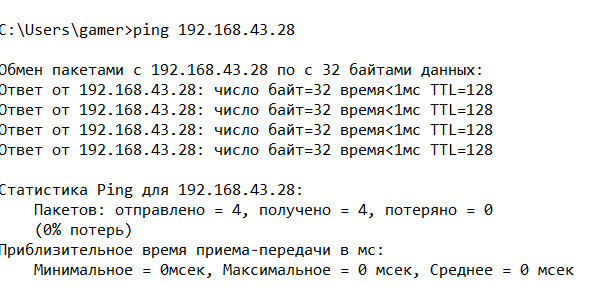 C:\Users\gamer>ping 192.168.43.28
Обмен пакетами с 192.168.43.28 по с 32 байтами данных:
Ответ от 192.168.43.28: число байт=32 время<1мс TTL=128
Ответ от 192.168.43.28: число байт=32 время<1мс TTL=128
Ответ от 192.168.43.28: число байт=32 время<1мс TTL=128
Ответ от 192.168.43.28: число байт=32 время<1мс TTL=128
Статистика Ping для 192.168.43.28:
Пакетов: отправлено = 4, получено = 4, потеряно = 0
(0% потерь)
Приблизительное время приема-передачи в мс:
Минимальное = 0мсек, Максимальное = 0 мсек, Среднее = 0 мсек